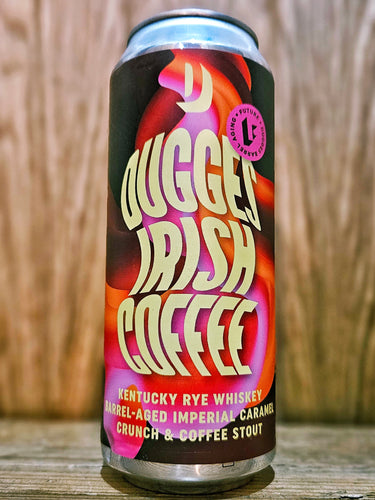 DUGGES
IRISH
COFFEE
KENTUCKY RYE WHISKEY
BARREL-AGED IMPERIAL CARAMEL
CRUNCH & COFFEE STOUT